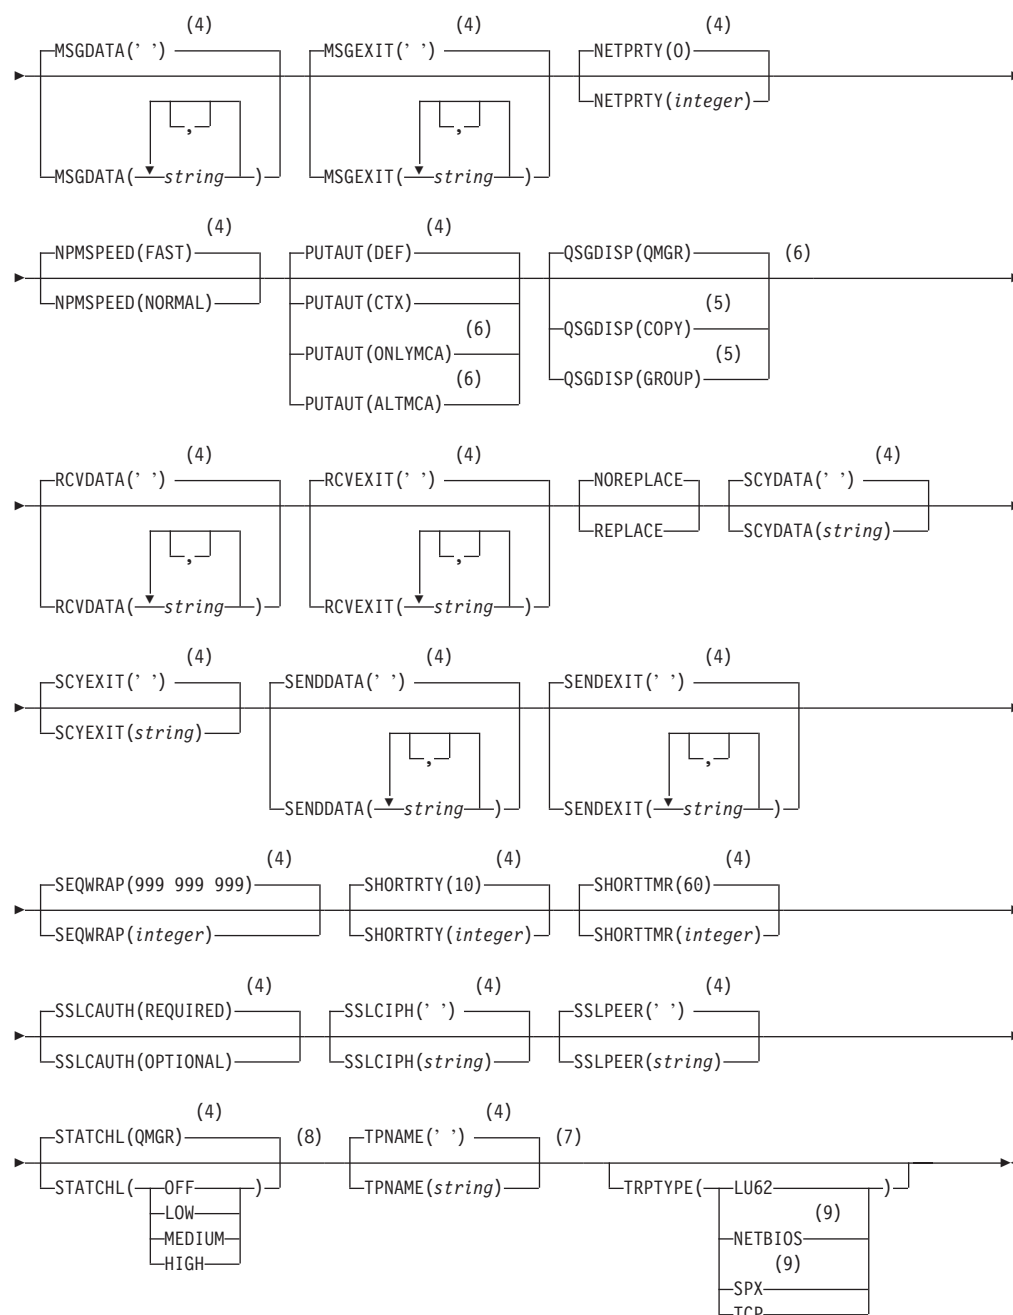 (4) (4) (4)
MSGDATA(’ ’) MSGEXIT(’ ’) NETPRTY(0)
NETPRTY(integer)
, ,
MSGDATA( string ) MSGEXIT( string )
(4) (4)
NPMSPEED(FAST) PUTAUT(DEF) QSGDISP(QMGR) (6)
NPMSPEED(NORMAL) PUTAUT(CTX) (5)
(6) QSGDISP(COPY)
PUTAUT(ONLYMCA) (5)
(6) QSGDISP(GROUP)
PUTAUT(ALTMCA)
(4) (4) (4)
RCVDATA(’ ’) RCVEXIT(’ ’) NOREPLACE SCYDATA(’ ’)
REPLACE SCYDATA(string)
, ,
RCVDATA( string ) RCVEXIT( string )
(4) (4) (4)
SCYEXIT(’ ’) SENDDATA(’ ’) SENDEXIT(’ ’)
SCYEXIT(string)
, ,
SENDDATA( string ) SENDEXIT( string )
(4) (4) (4)
SEQWRAP(999 999 999) SHORTRTY(10) SHORTTMR(60)
SEQWRAP(integer) SHORTRTY(integer) SHORTTMR(integer)
(4) (4) (4)
SSLCAUTH(REQUIRED) SSLCIPH(’ ’) SSLPEER(’ ’)
SSLCAUTH(OPTIONAL) SSLCIPH(string) SSLPEER(string)
(4) (4)
STATCHL(QMGR) (8) TPNAME(’ ’) (7)
STATCHL( OFF ) TPNAME(string) TRPTYPE( LU62 )
LOW (9)
MEDIUM NETBIOS
HIGH (9)
SPX
TCP